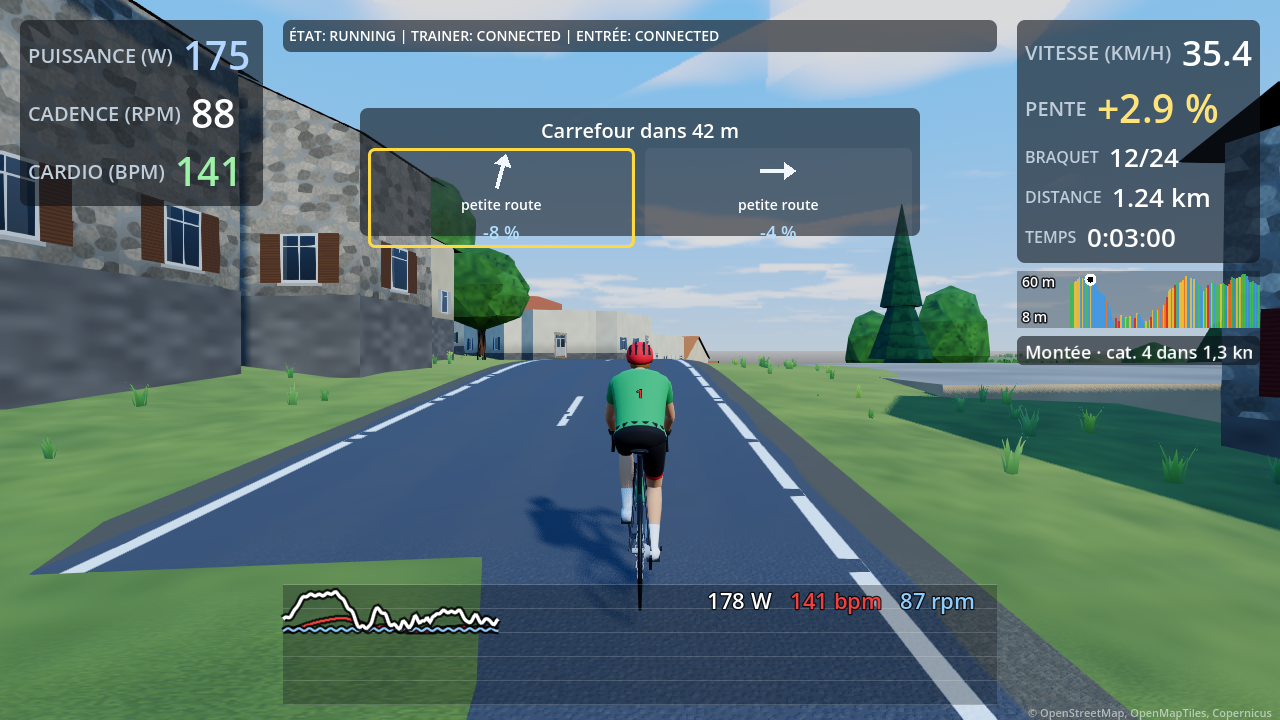 PUISSANCE (W) 175
CADENCE (RPM) 88
CARDIO (BPM) 141
ÉTAT: RUNNING | TRAINER: CONNECTED | ENTRÉE: CONNECTED
Carrefour dans 42 m
petite route
-8 %
petite route
-4 %
VITESSE (KM/H) 35.4
PENTE +2.9 %
BRAQUET 12/24
DISTANCE 1.24 km
TEMPS 0:03:00
60 m
8 m
Montée · cat. 4 dans 1,3 kn
1
178 W 141 bpm 87 rpm
© OpenStreetMap, OpenMapTiles, Copernicus